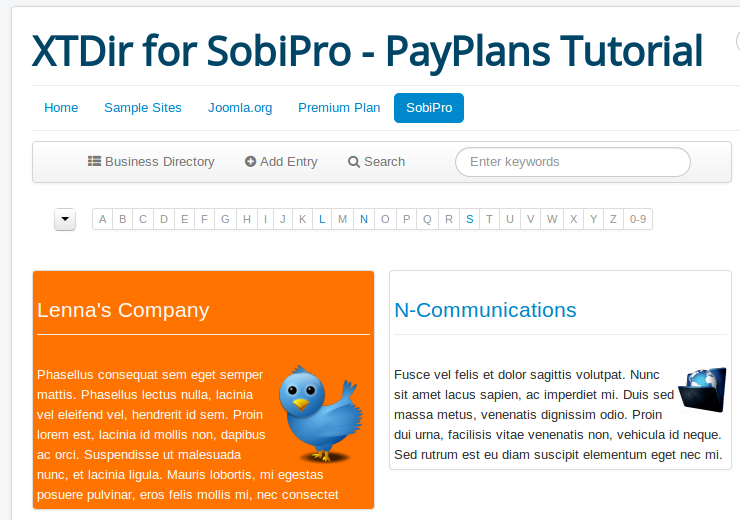 XTDir for SobiPro - PayPlans Tutorial
Home Sample Sites Joomla.org Premium Plan SobiPro
Business Directory Add Entry Search Enter keywords
A B C D E F G H I J K L M N O P Q R S T U V W X Y Z 0-9
Lenna's Company
Phasellus consequat sem eget semper
mattis. Phasellus lectus nulla, lacinia
vel eleifend vel, hendrerit id sem. Proin
lorem est, lacinia id mollis non, dapibus
ac orci. Suspendisse ut malesuada
nunc, et lacinia ligula. Mauris lobortis, mi egestas
posuere pulvinar, eros felis mollis mi, nec consectet
N-Communications
Fusce vel felis et dolor sagittis volutpat. Nunc
sit amet lacus sapien, ac imperdiet mi. Duis sed
massa metus, venenatis dignissim odio. Proin
dui urna, facilisis vitae venenatis non, vehicula id neque.
Sed rutrum est eu diam suscipit elementum eget nec mi.